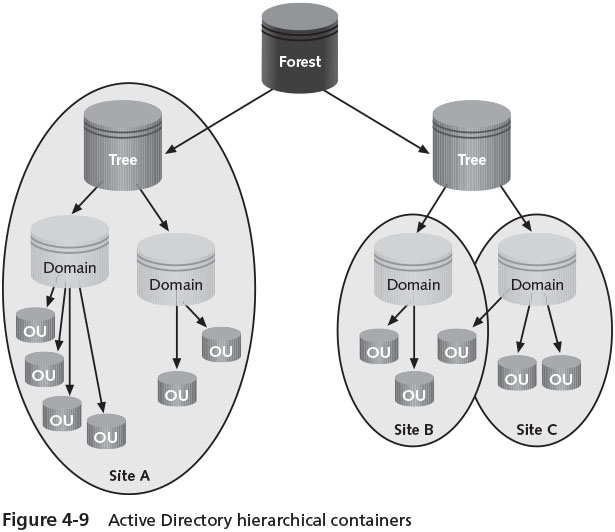 Forest
Tree
Tree
Domain
Domain
Domain
Domain
OU
OU
OU
OU
OU
OU
OU
OU
OU
OU
OU
Site A
Site B
Site C
Figure 4-9 Active Directory hierarchical containers